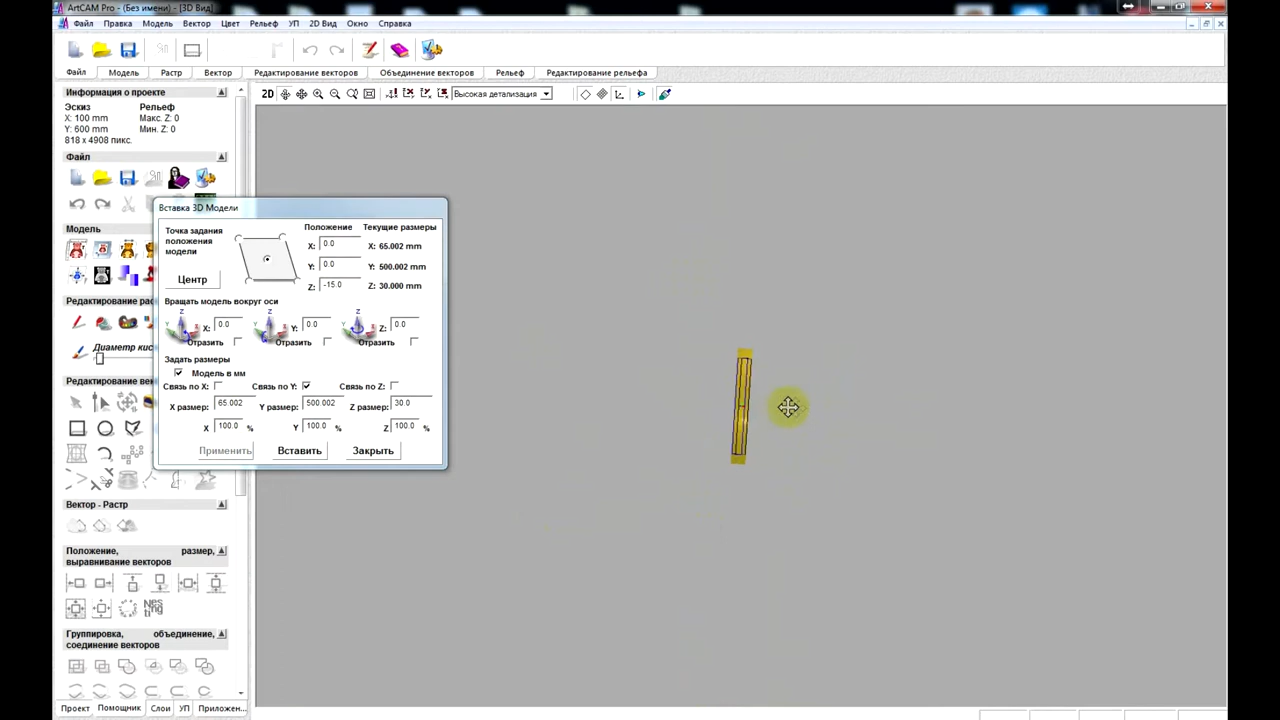 ArtCAM Pro - (Без имени) - [3D Вид]
Файл Правка Модель Вектор Цвет Рельеф УП 2D Вид Окно Справка
Файл Модель Растр Вектор Редактирование векторов Объединение векторов Рельеф Редактирование рельефа
Информация о проекте
2D
Высокая детализация
Эскиз Рельеф
X: 100 mm Макс. Z: 0
Y: 600 mm Мин. Z: 0
818 x 4908 пикс.
Файл
Вставка 3D Модели
Модель
Точка задания
положения
модели
Центр
Положение
Текущие размеры
X: 0.0
X: 65.002 mm
Y: 0.0
Y: 500.002 mm
Z: -15.0
Z: 30.000 mm
Вращать модель вокруг оси
X: 0.0 Y: 0.0 Z: 0.0
Отразить Отразить Отразить
Задать размеры
Модель в мм
Связь по X: Связь по Y: Связь по Z:
X размер: 65.002 Y размер: 500.002 Z размер: 30.0
X 100.0 % Y 100.0 % Z 100.0 %
Применить Вставить Закрыть
Редактирование рас
Диаметр кис
Редактирование век
Вектор - Растр
Положение, размер,
выравнивание векторов
Группировка, объединение,
соединение векторов
Проект Помощник Слои УП Приложен...